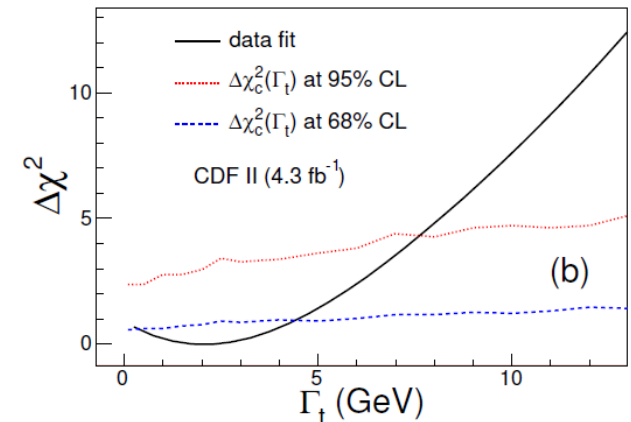 data fit
Δχ²c(Γt) at 95% CL
Δχ²c(Γt) at 68% CL
CDF II (4.3 fb⁻¹)
(b)
Δχ²
10
5
0
0 5 10
Γt (GeV)